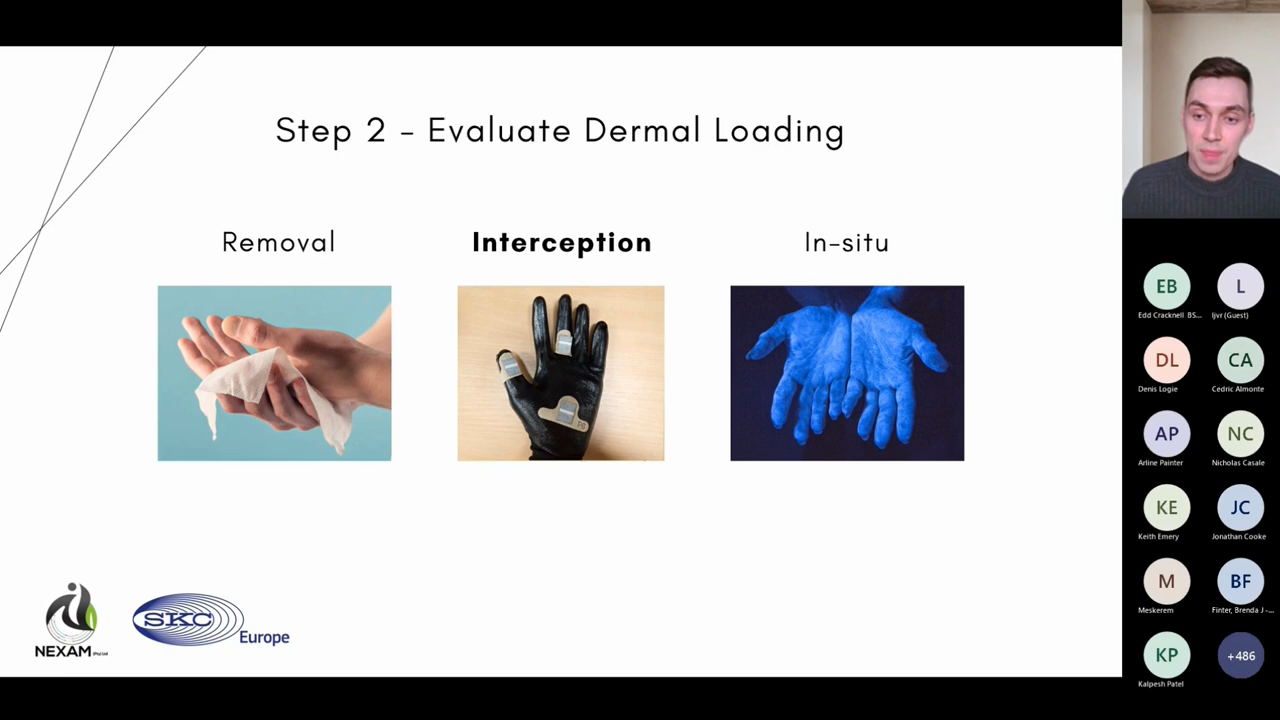 Step 2 - Evaluate Dermal Loading
Removal
Interception
In-situ
NEXAM (Pty) Ltd
SKC
Europe
EB
L
Edd Cracknell BS...
ljvr (Guest)
DL
CA
Denis Logie
Cedric Almonte
AP
NC
Arline Painter
Nicholas Casale
KE
JC
Keith Emery
Jonathan Cooke
M
BF
Meskerem
Finter, Brenda J -...
KP
+486
Kalpesh Patel